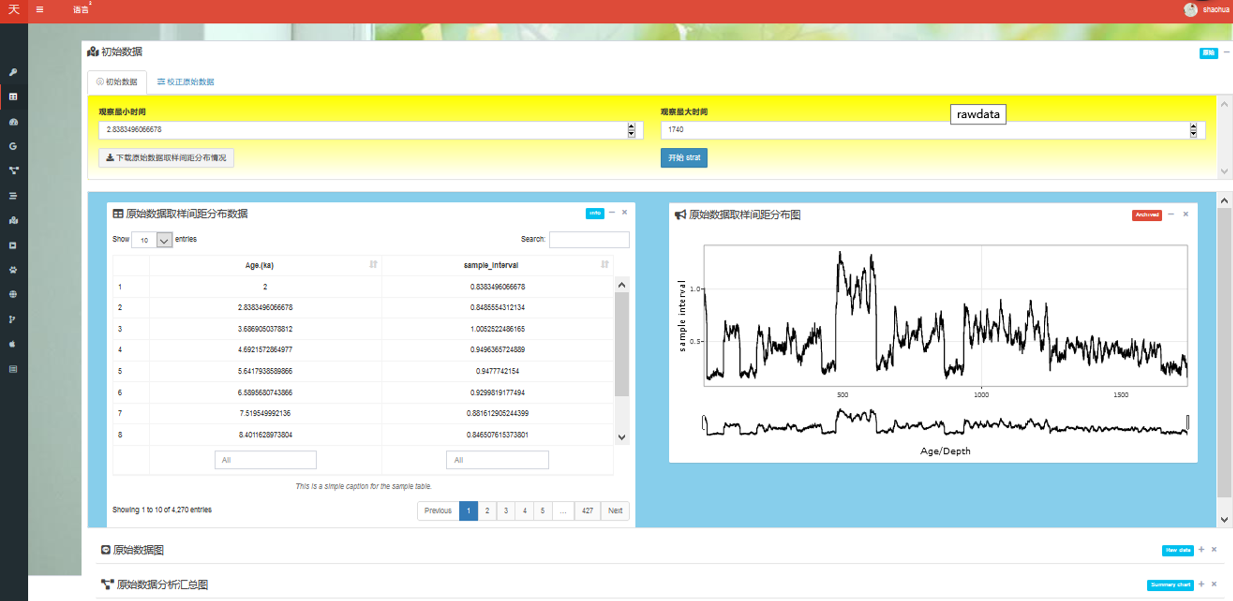 天
语言
shaohua
初始数据
原始
初始数据
校正原始数据
观察最小时间
2.8383496066678
观察最大时间
1740
rawdata
下载原始数据取样间距分布情况
开始 strat
原始数据取样间距分布数据
Show 10 entries
Search:
Age.(ka) sample_interval
1 2 0.8383496066678
2 2.8383496066678 0.8485554312134
3 3.6869050378812 1.0052522486165
4 4.6921572864977 0.9496365724889
5 5.6417938589866 0.9477742154
6 6.5895680743866 0.9299819177494
7 7.519549992136 0.881612905244399
8 8.4011628973804 0.846507615373801
All All
This is a simple caption for the sample table.
Showing 1 to 10 of 4,270 entries
Previous 1 2 3 4 5 … 427 Next
原始数据取样间距分布图
Archived
sample interval
1.0
0.5
500 1000 1500
Age/Depth
原始数据图
原始数据分析汇总图
Summary chart